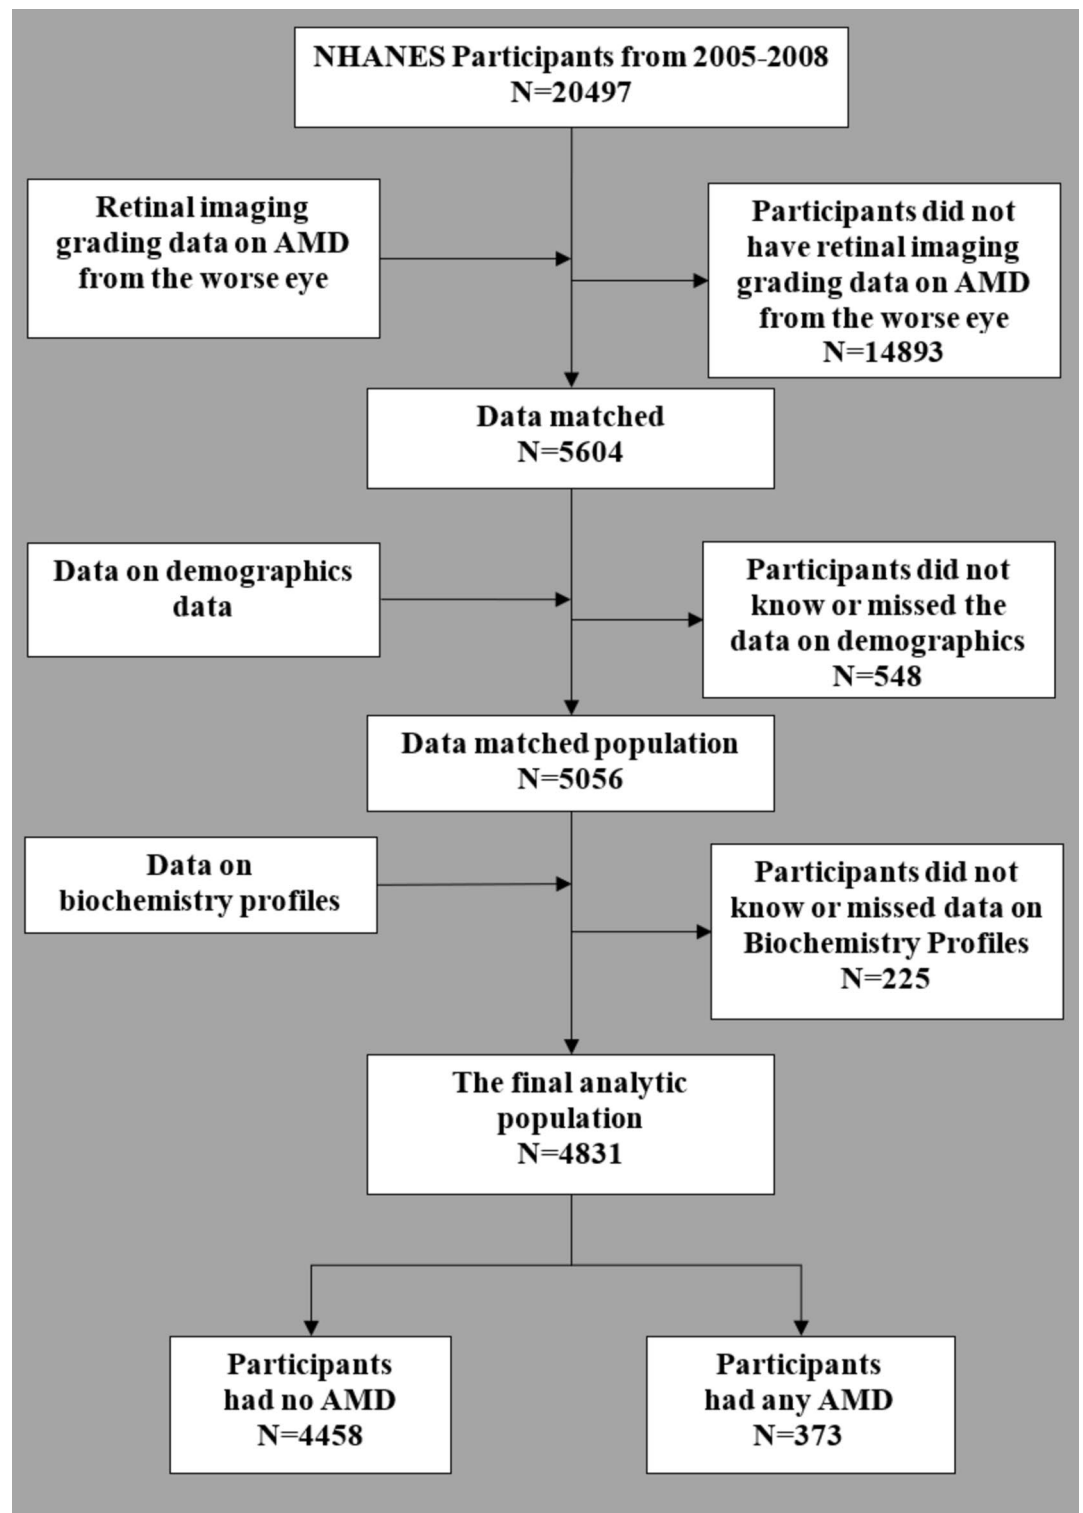 NHANES Participants from 2005-2008
N=20497
Retinal imaging
grading data on AMD
from the worse eye
Participants did not
have retinal imaging
grading data on AMD
from the worse eye
N=14893
Data matched
N=5604
Data on demographics
data
Participants did not
know or missed the
data on demographics
N=548
Data matched population
N=5056
Data on
biochemistry profiles
Participants did not
know or missed data on
Biochemistry Profiles
N=225
The final analytic
population
N=4831
Participants
had no AMD
N=4458
Participants
had any AMD
N=373